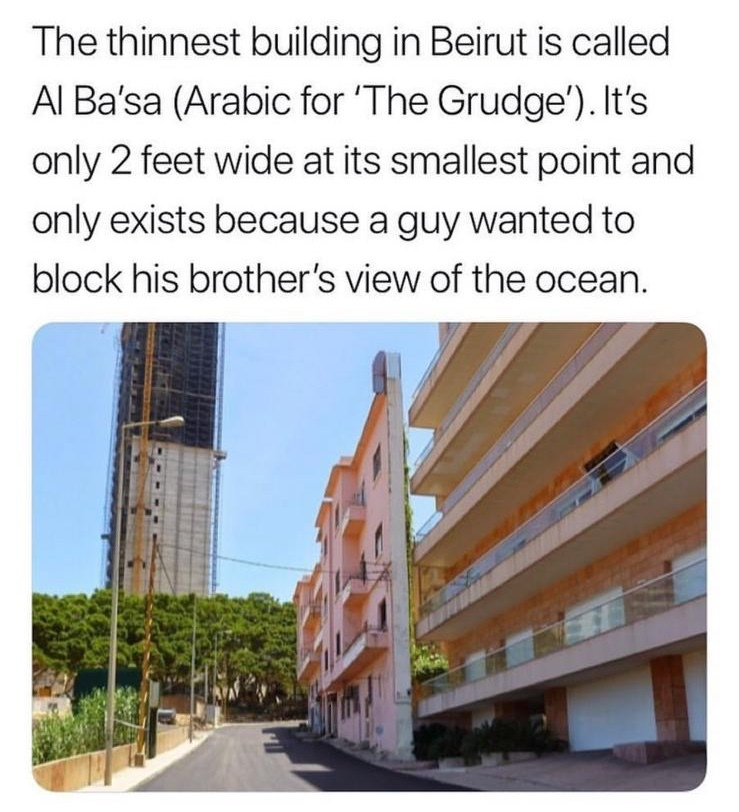 The thinnest building in Beirut is called
Al Ba'sa (Arabic for 'The Grudge'). It's
only 2 feet wide at its smallest point and
only exists because a guy wanted to
block his brother's view of the ocean.